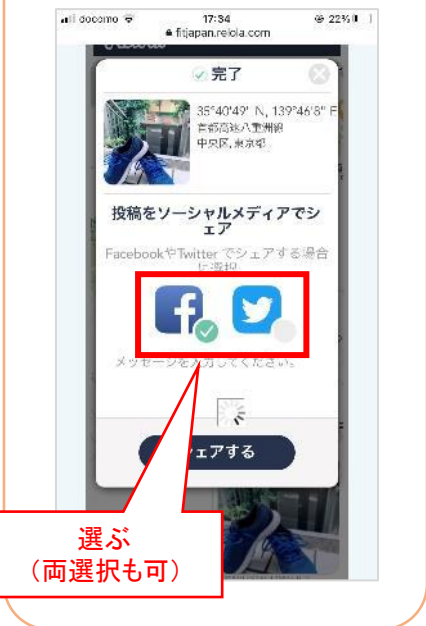 docomo 17:34 22%
fitjapan.relola.com
完了
35°40'49" N, 139°46'8" E
首都高速八重洲線
中央区, 東京都
投稿をソーシャルメディアでシ
ェア
FacebookやTwitter でシェアする場合
に選択
メッセージを入力してください。
ェアする
選ぶ
（両選択も可）